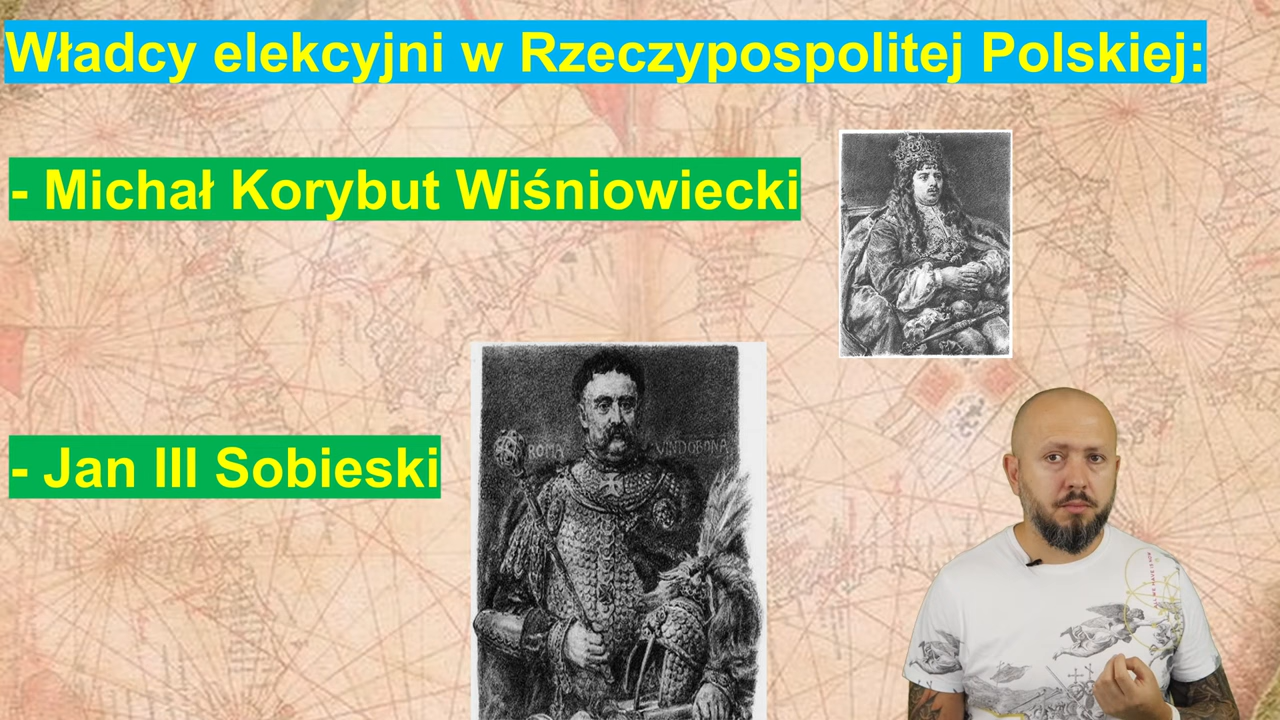 Władcy elekcyjni w Rzeczypospolitej Polskiej:
- Michał Korybut Wiśniowiecki
ROMA VINDOBONA
- Jan III Sobieski